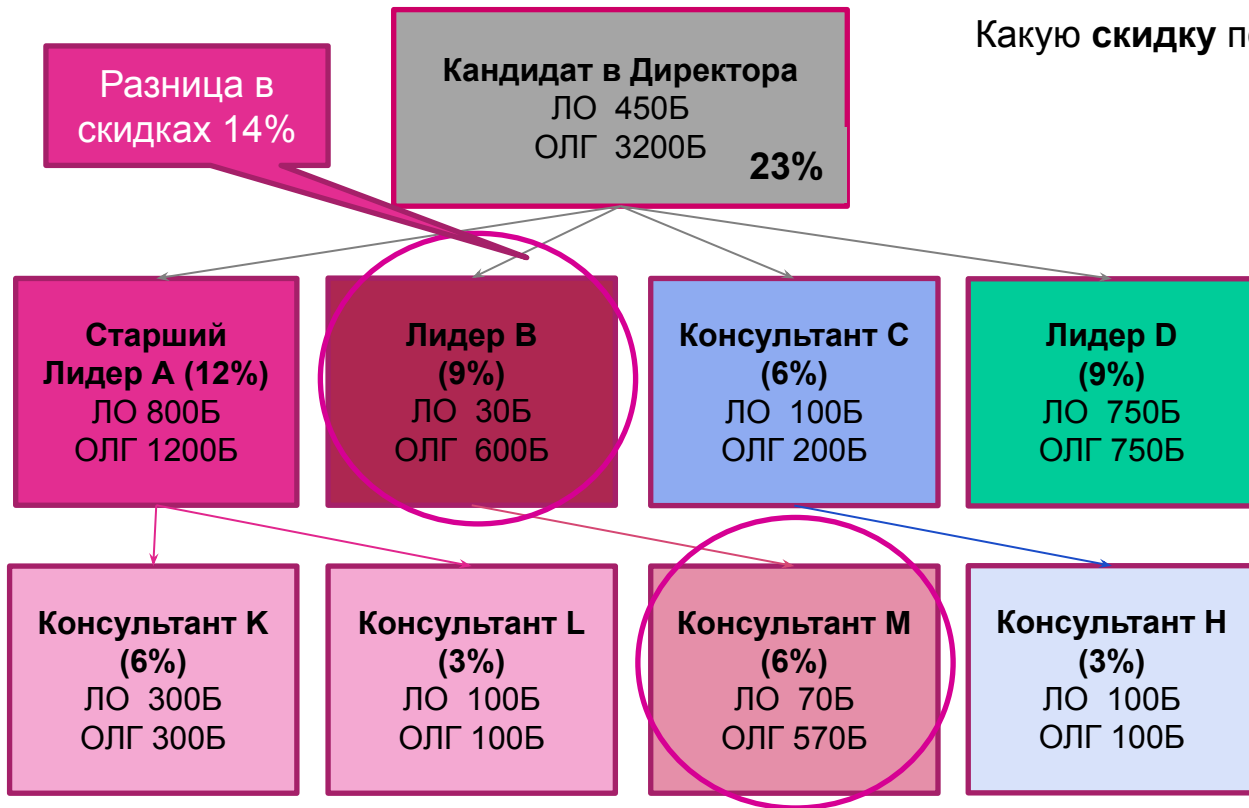 Какую скидку
Разница в
скидках 14%
Кандидат в Директора
ЛО 450Б
ОЛГ 3200Б
23%
Старший
Лидер А (12%)
ЛО 800Б
ОЛГ 1200Б
Лидер В
(9%)
ЛО 30Б
ОЛГ 600Б
Консультант С
(6%)
ЛО 100Б
ОЛГ 200Б
Лидер D
(9%)
ЛО 750Б
ОЛГ 750Б
Консультант K
(6%)
ЛО 300Б
ОЛГ 300Б
Консультант L
(3%)
ЛО 100Б
ОЛГ 100Б
Консультант М
(6%)
ЛО 70Б
ОЛГ 570Б
Консультант Н
(3%)
ЛО 100Б
ОЛГ 100Б